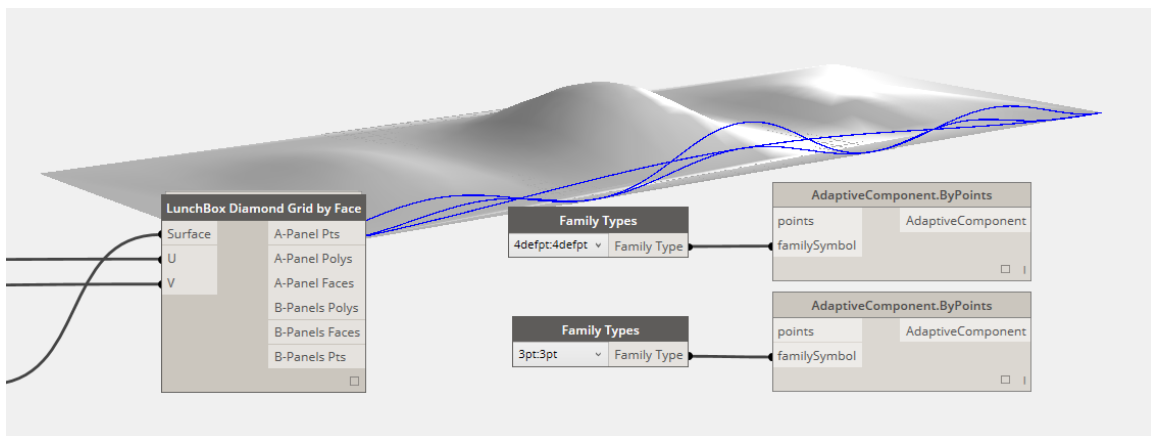 LunchBox Diamond Grid by Face
Surface
U
V
A-Panel Pts
A-Panel Polys
A-Panel Faces
B-Panels Polys
B-Panels Faces
B-Panels Pts
Family Types
4defpt:4defpt
Family Type
Family Types
3pt:3pt
Family Type
AdaptiveComponent.ByPoints
points
AdaptiveComponent
familySymbol
AdaptiveComponent.ByPoints
points
AdaptiveComponent
familySymbol